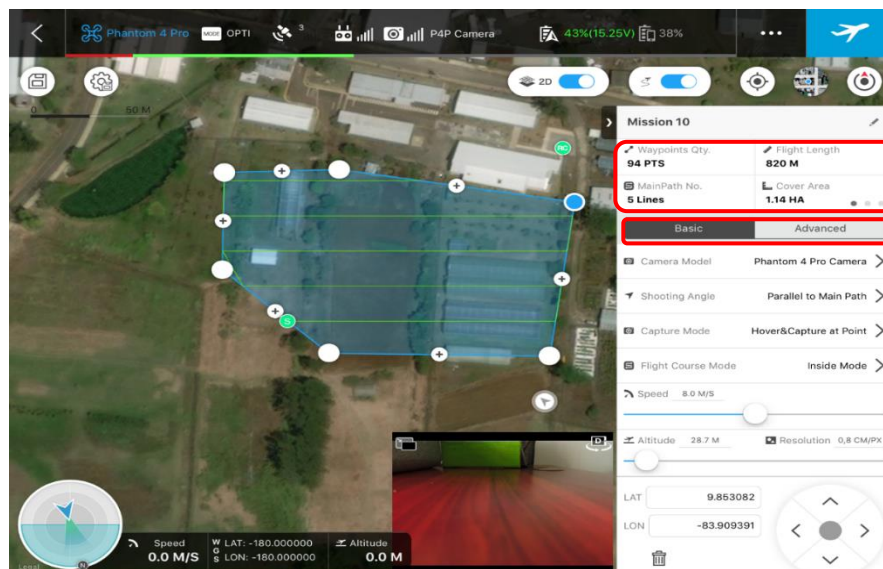 Phantom 4 Pro MODE OPTI 3 P4P Camera 43%(15.25V) 38%
2D
0 50 M
Mission 10
Waypoints Qty. Flight Length
94 PTS 820 M
MainPath No. Cover Area
5 Lines 1.14 HA
Basic Advanced
Camera Model Phantom 4 Pro Camera
Shooting Angle Parallel to Main Path
Capture Mode Hover&Capture at Point
Flight Course Mode Inside Mode
Speed 8.0 M/S
Altitude 28.7 M Resolution 0,8 CM/PX
LAT 9.853082
LON -83.909391
RC
S
D
N
Legal
Speed WGS LAT: -180.000000 Altitude
0.0 M/S LON: -180.000000 0.0 M